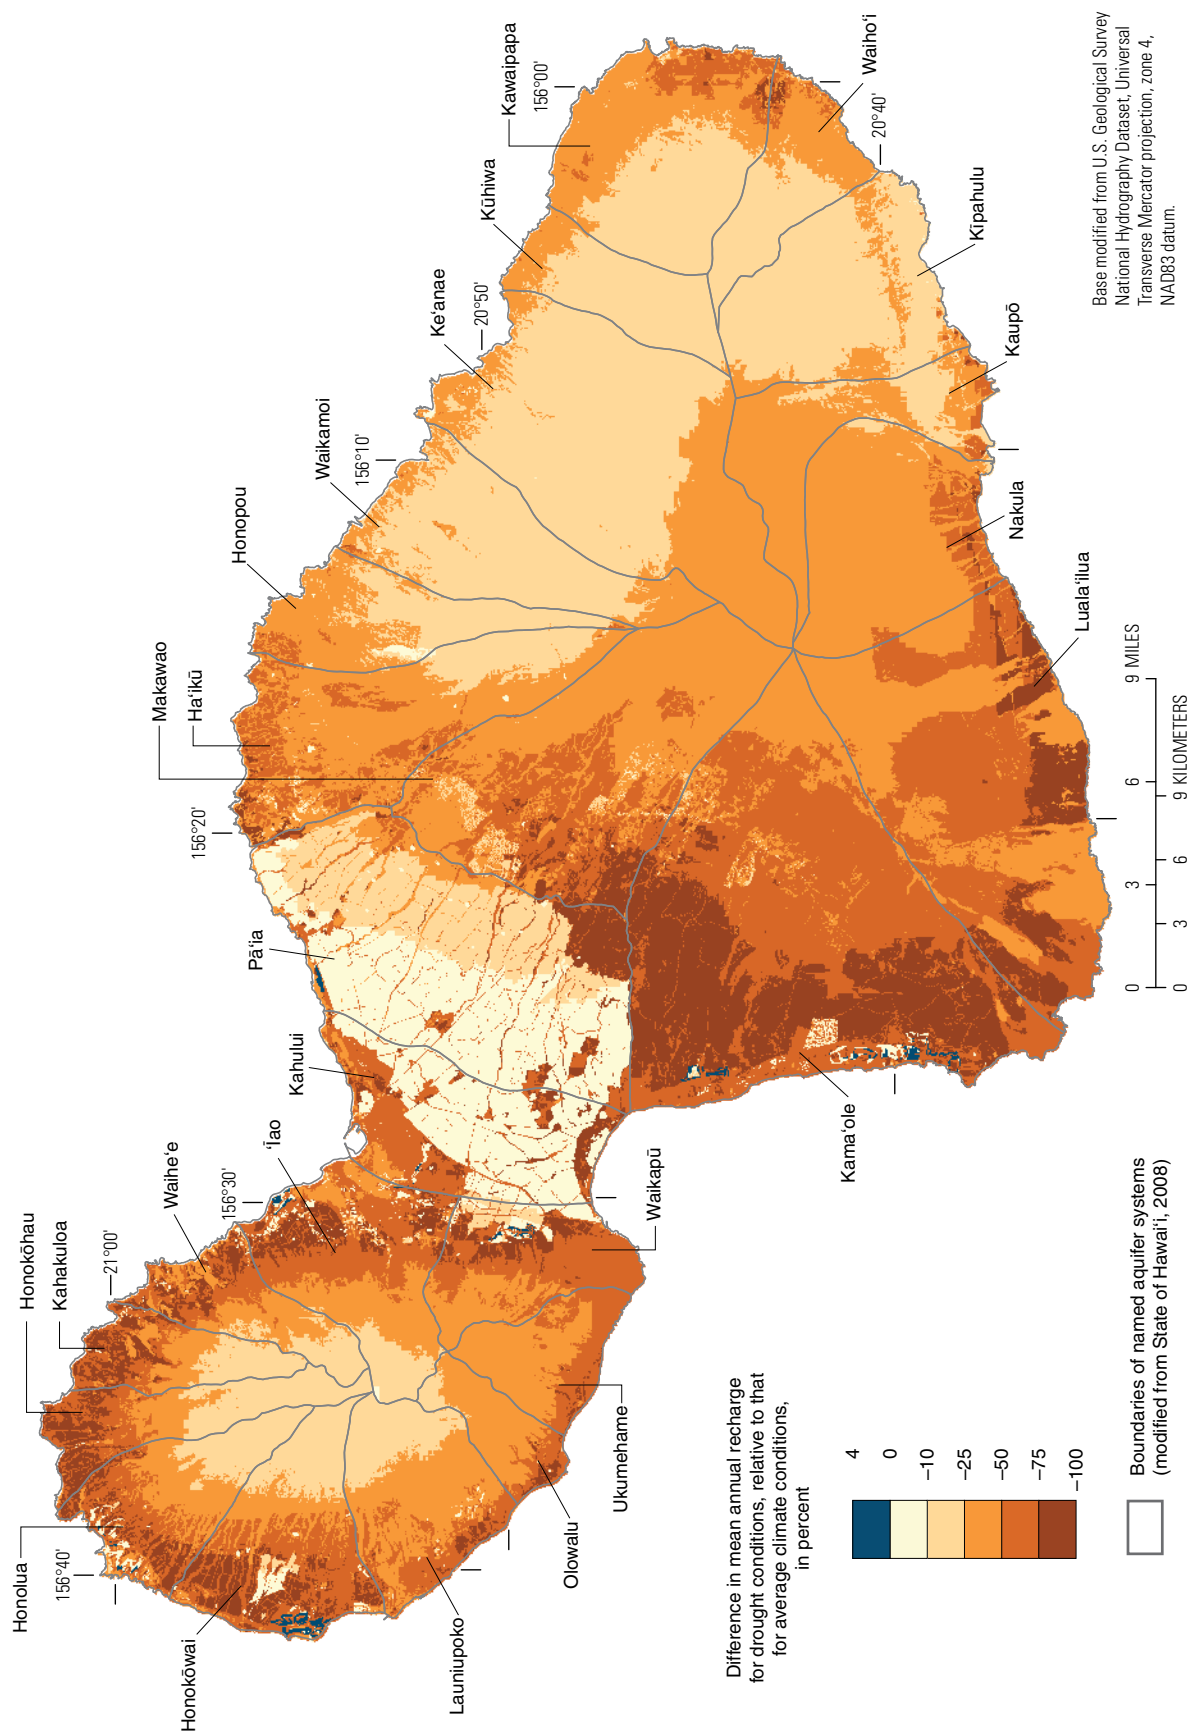 Honolua
156°40'
Honokōwai
Launiupoko
Olowalu
Ukumehame
Honokōhau
Kahakuloa
21°00'
Waiheʻe
156°30'
ʻĪao
Waikapū
Kahului
Pāʻia
Kamaʻole
156°20'
Makawao
Haʻikū
Honopou
Waikamoi
156°10'
Keʻanae
20°50'
Kūhiwa
Kawaipapa
156°00'
Waihoʻi
20°40'
Kipahulu
Kaupō
Nakula
Lualaʻilua
0 3 6 9 MILES
0 3 6 9 KILOMETERS
Difference in mean annual recharge
for drought conditions, relative to that
for average climate conditions,
in percent
4
0
–10
–25
–50
–75
–100
Boundaries of named aquifer systems
(modified from State of Hawaiʻi, 2008)
Base modified from U.S. Geological Survey
National Hydrography Dataset, Universal
Transverse Mercator projection, zone 4,
NAD83 datum.